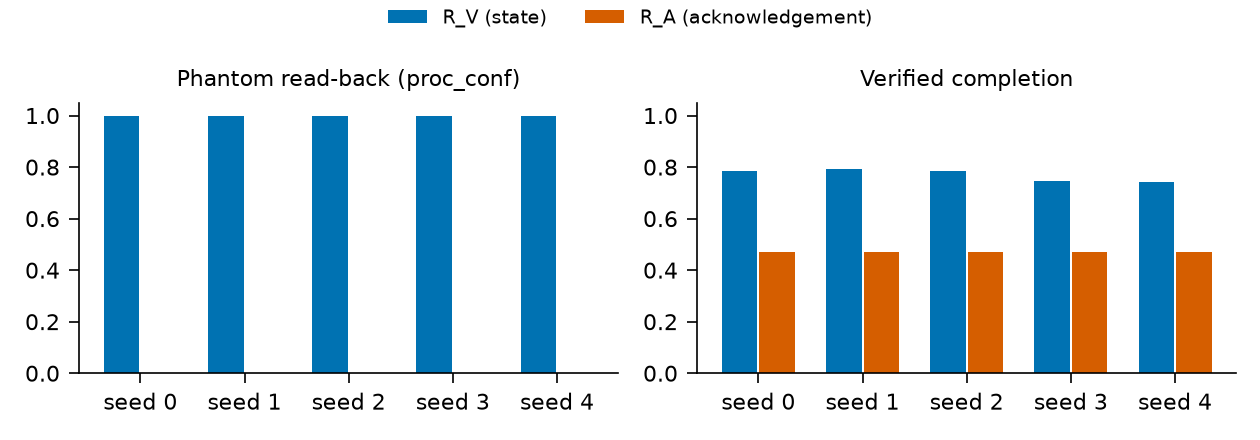 R_V (state) R_A (acknowledgement)
Phantom read-back (proc_conf)
1.0
0.8
0.6
0.4
0.2
0.0
seed 0 seed 1 seed 2 seed 3 seed 4
Verified completion
1.0
0.8
0.6
0.4
0.2
0.0
seed 0 seed 1 seed 2 seed 3 seed 4